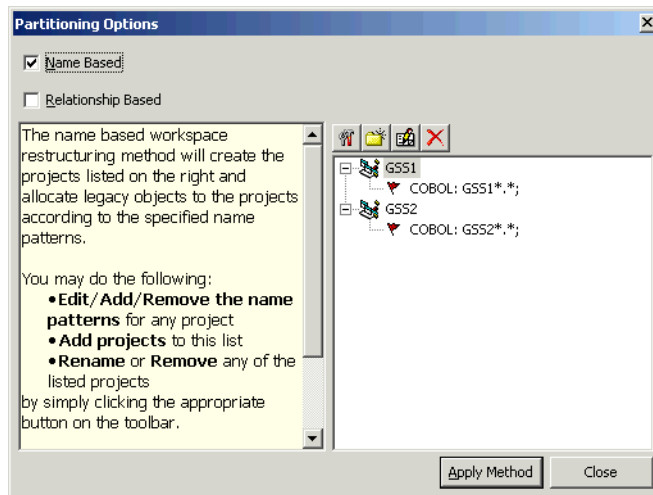 Partitioning Options
Name Based
Relationship Based
The name based workspace
restructuring method will create the
projects listed on the right and
allocate legacy objects to the projects
according to the specified name
patterns.
You may do the following:
•Edit/Add/Remove the name
patterns for any project
•Add projects to this list
•Rename or Remove any of the
listed projects
by simply clicking the appropriate
button on the toolbar.
GSS1
COBOL: GSS1*.*;
GSS2
COBOL: GSS2*.*;
Apply Method
Close